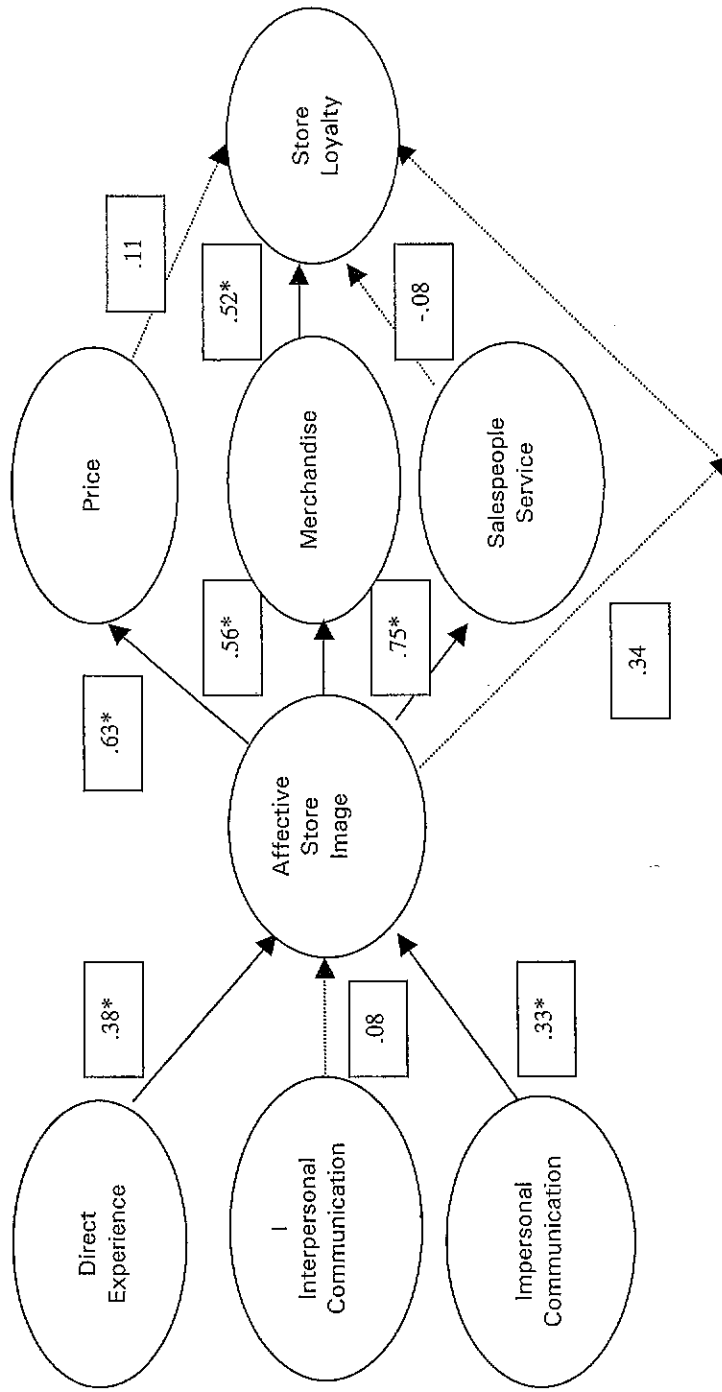 Direct
Experience
I
Interpersonal
Communication
Impersonal
Communication
.38*
.08
.33*
Affective
Store
Image
.63*
.56*
.75*
.34
Price
Merchandise
Salespeople
Service
.11
.52*
-.08
Store
Loyalty